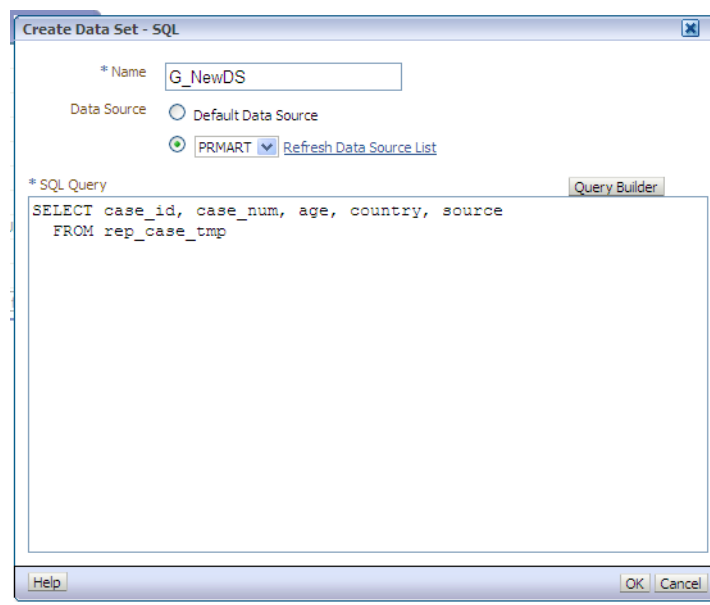 Create Data Set - SQL
* Name G_NewDS
Data Source Default Data Source
PRMART Refresh Data Source List
* SQL Query Query Builder
SELECT case_id, case_num, age, country, source
FROM rep_case_tmp
Help OK Cancel